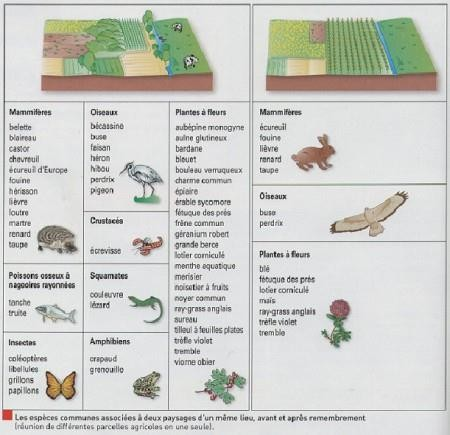 Mammifères
belette
blaireau
castor
chevreuil
écureuil d'Europe
fouine
hérisson
lièvre
loutre
martre
renard
taupe
Poissons osseux à
nageoires rayonnées
tanche
truite
Insectes
coléoptères
libellules
grillons
papillons
Oiseaux
bécassine
buse
faisan
héron
hibou
perdrix
pigeon
Crustacés
écrevisse
Squamates
couleuvre
lézard
Amphibiens
crapaud
grenouille
Plantes à fleurs
aubépine monogyne
aulne glutineux
bardane
bleuet
bouleau verruqueux
charme commun
épiaire
érable sycomore
fétuque des prés
frêne commun
géranium robert
grande berce
lotier corniculé
menthe aquatique
merisier
noisetier à fruits
noyer commun
ray-grass anglais
sureau
tilleul à feuilles plates
trèfle violet
tremble
viorne obier
Mammifères
écureuil
fouine
lièvre
renard
taupe
Oiseaux
buse
perdrix
Plantes à fleurs
blé
fétuque des prés
lotier corniculé
maïs
ray-grass anglais
trèfle violet
tremble
Les espèces communes associées à deux paysages d'un même lieu, avant et après remembrement
(réunion de différentes parcelles agricoles en une seule).